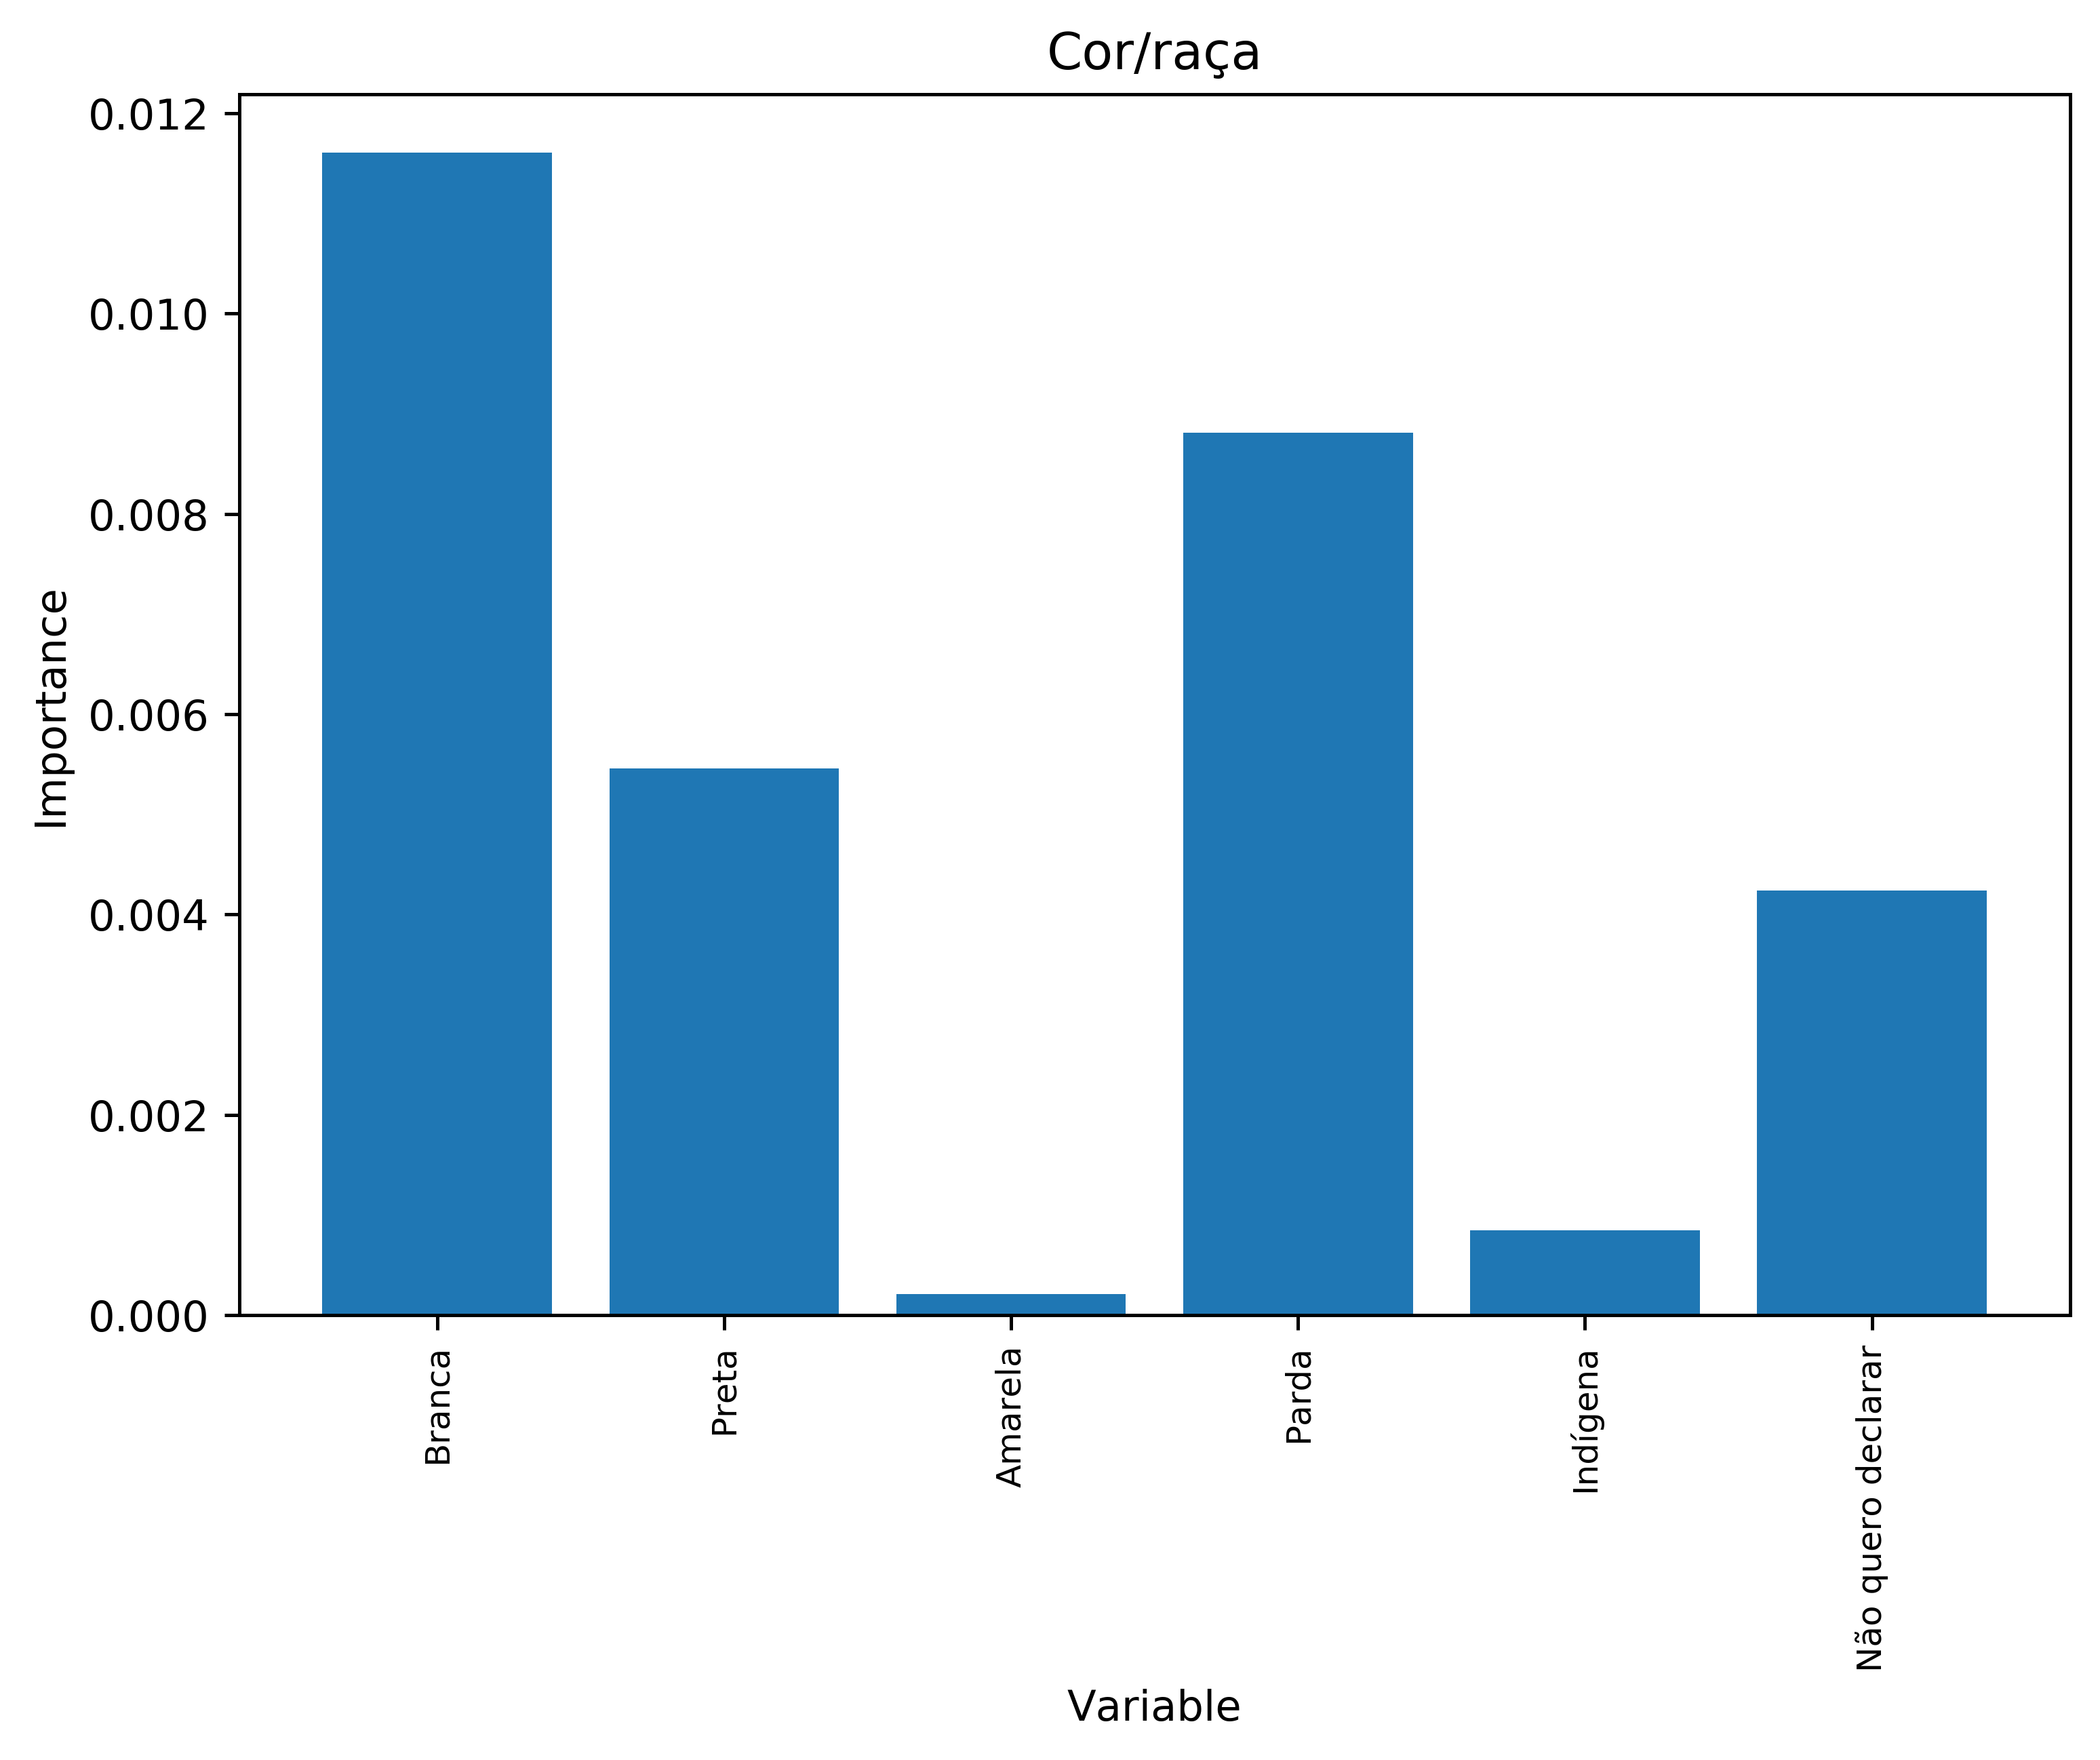 Cor/raça
0.012
0.010
0.008
0.006
0.004
0.002
0.000
Importance
Branca
Preta
Amarela
Parda
Indígena
Não quero declarar
Variable